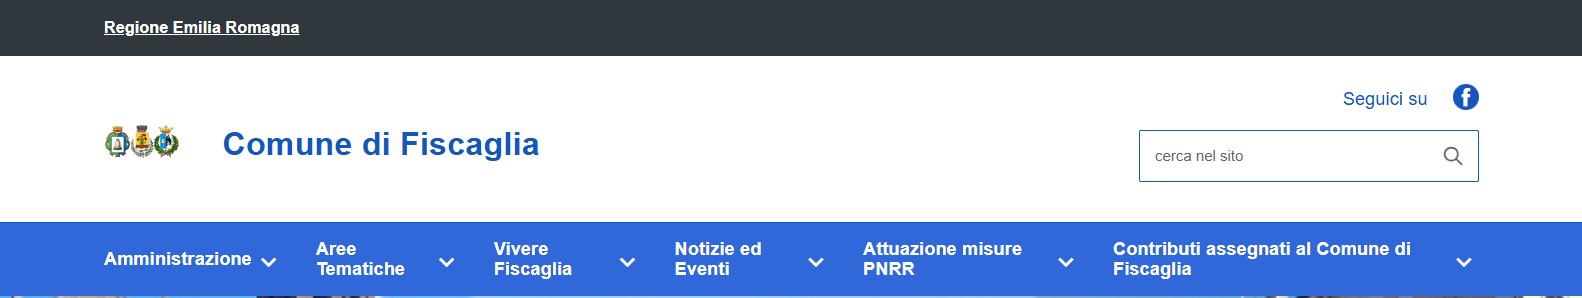 Regione Emilia Romagna
Seguici su
Comune di Fiscaglia
cerca nel sito
Amministrazione
Aree
Tematiche
Vivere
Fiscaglia
Notizie ed
Eventi
Attuazione misure
PNRR
Contributi assegnati al Comune di
Fiscaglia